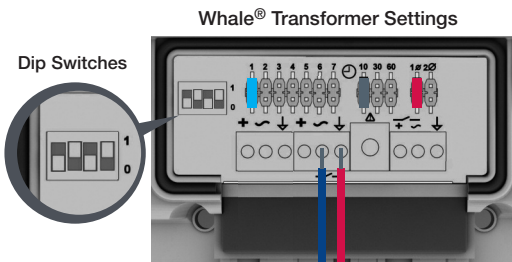 Whale® Transformer Settings
Dip Switches
1 2 3 4 5 6 7 10 30 60 1ø 2Ø
1
0
+ + + 
1
0